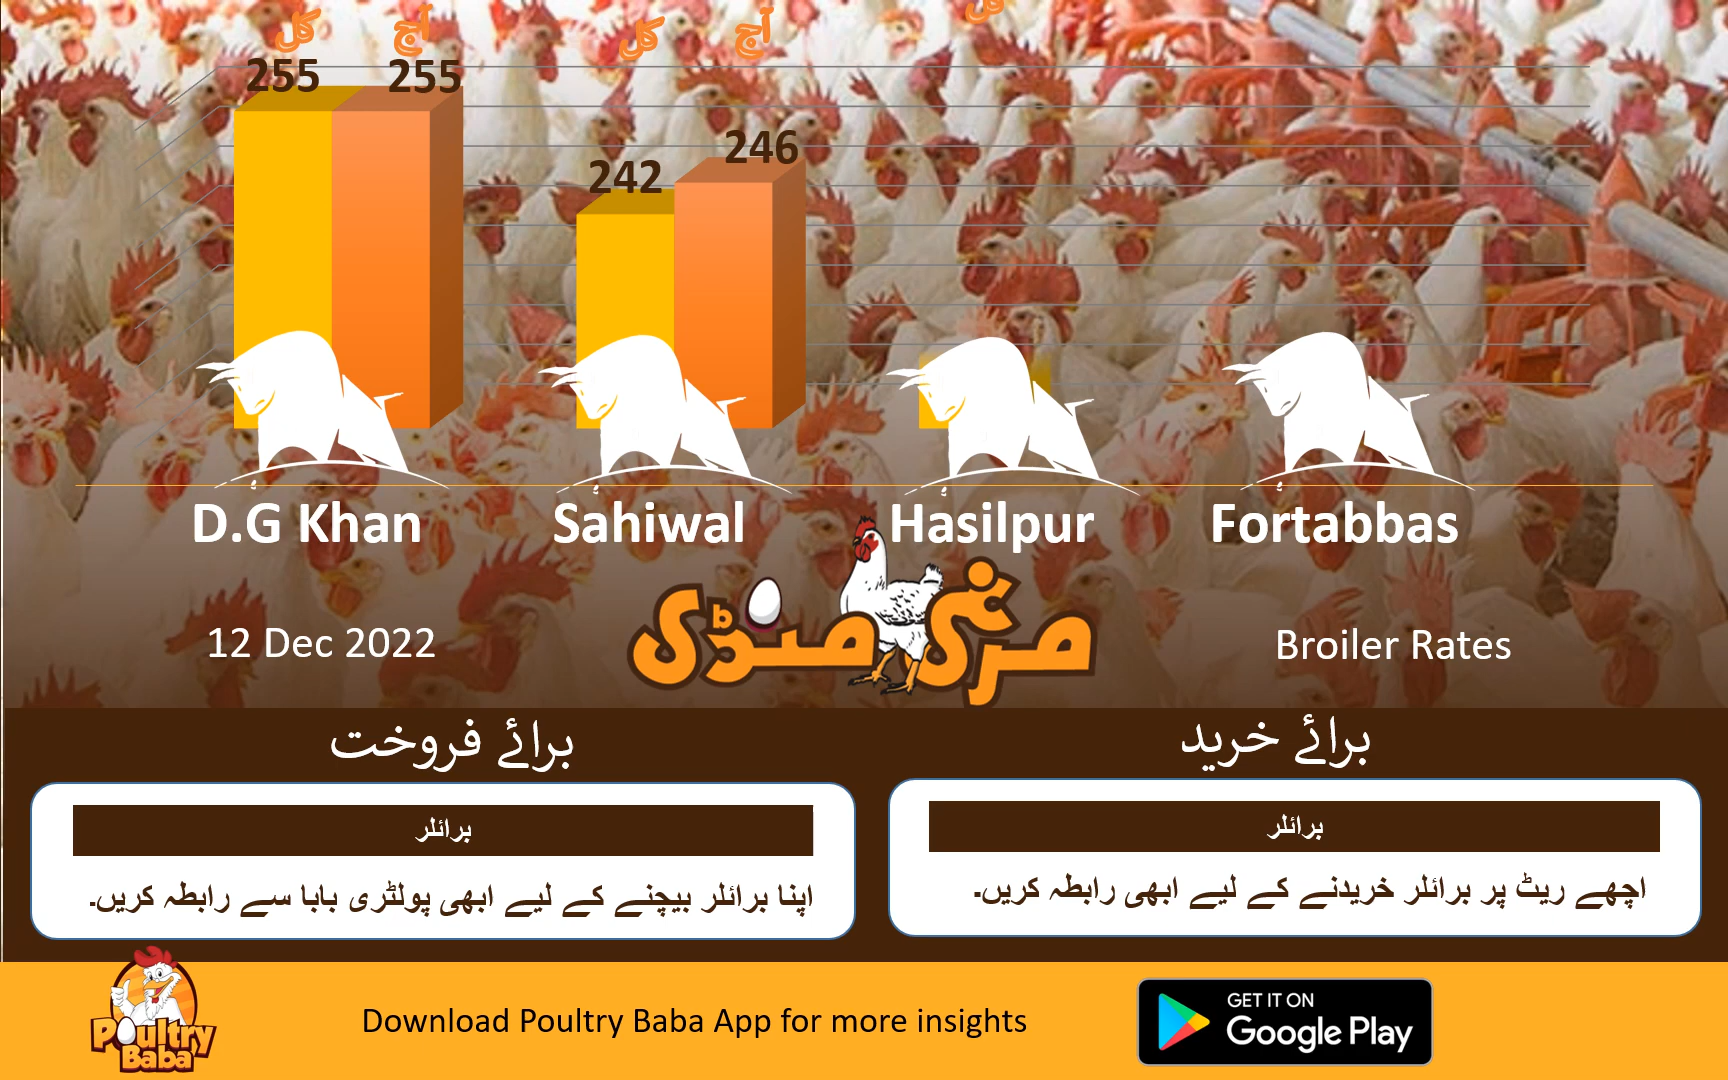 کل آج کل آج کل
255 255
242 246
D.G Khan Sahiwal Hasilpur Fortabbas
12 Dec 2022
مرغی منڈی
Broiler Rates
برائے فروخت
برائلر
اپنا برائلر بیچنے کے لیے ابھی پولٹری بابا سے رابطہ کریں۔
برائے خرید
برائلر
اچھے ریٹ پر برائلر خریدنے کے لیے ابھی رابطہ کریں۔
Poultry
Baba
Download Poultry Baba App for more insights
GET IT ON
Google Play